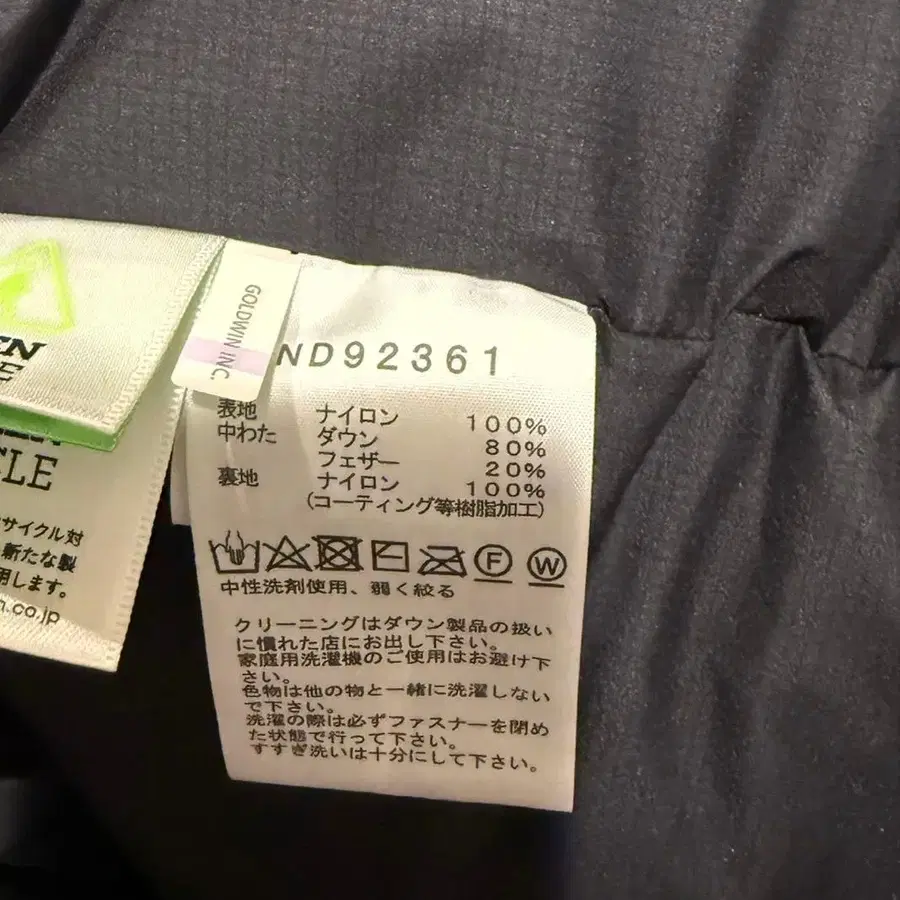 EN
E
CLE
サイクル対
新たな製
用します。
.co.jp
GOLDWIN INC.
ND92361
表地 ナイロン 100%
中わた ダウン 80%
フェザー 20%
裏地 ナイロン 100%
(コーティング等樹脂加工)
F W
中性洗剤使用、弱く絞る
クリーニングはダウン製品の扱い
に慣れた店にお出し下さい。
家庭用洗濯機のご使用はお避け下
さい。
色物は他の物と一緒に洗濯しない
で下さい。
洗濯の際は必ずファスナーを閉め
た状態で行って下さい。
すすぎ洗いは十分にして下さい。